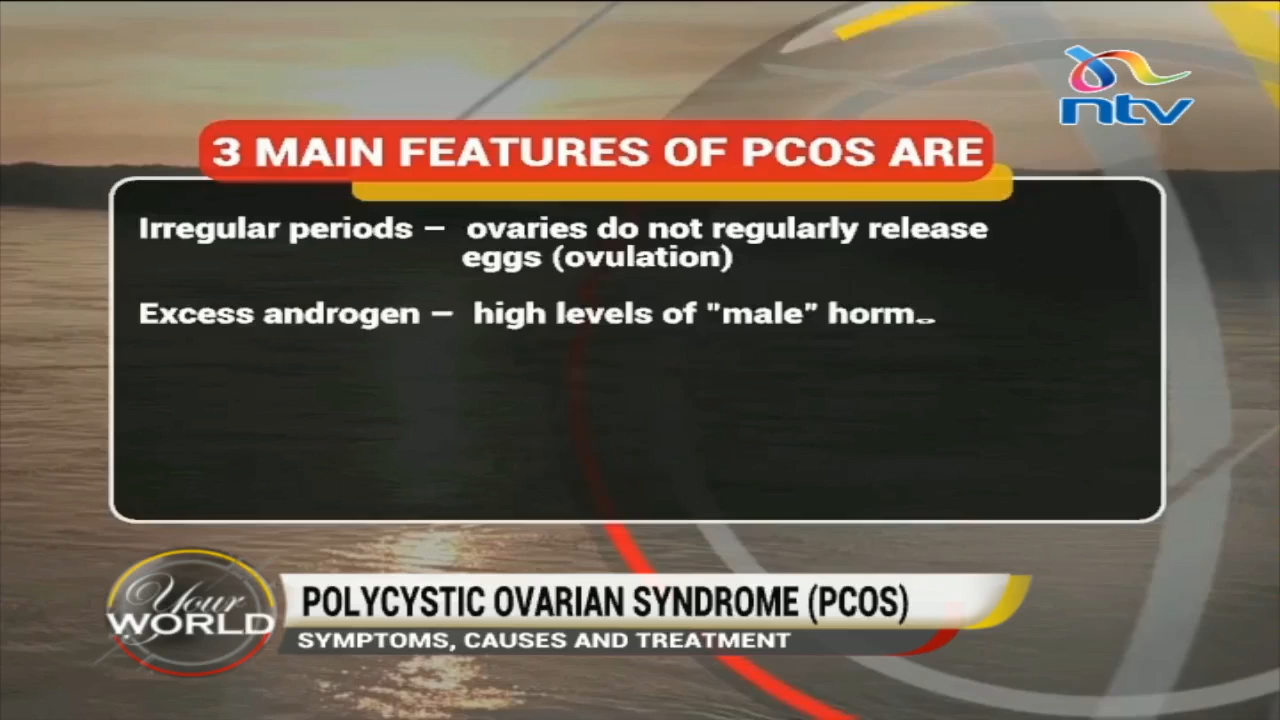 ntv
3 MAIN FEATURES OF PCOS ARE
Irregular periods – ovaries do not regularly release
eggs (ovulation)
Excess androgen – high levels of "male"
Your
WORLD
POLYCYSTIC OVARIAN SYNDROME (PCOS)
SYMPTOMS, CAUSES AND TREATMENT